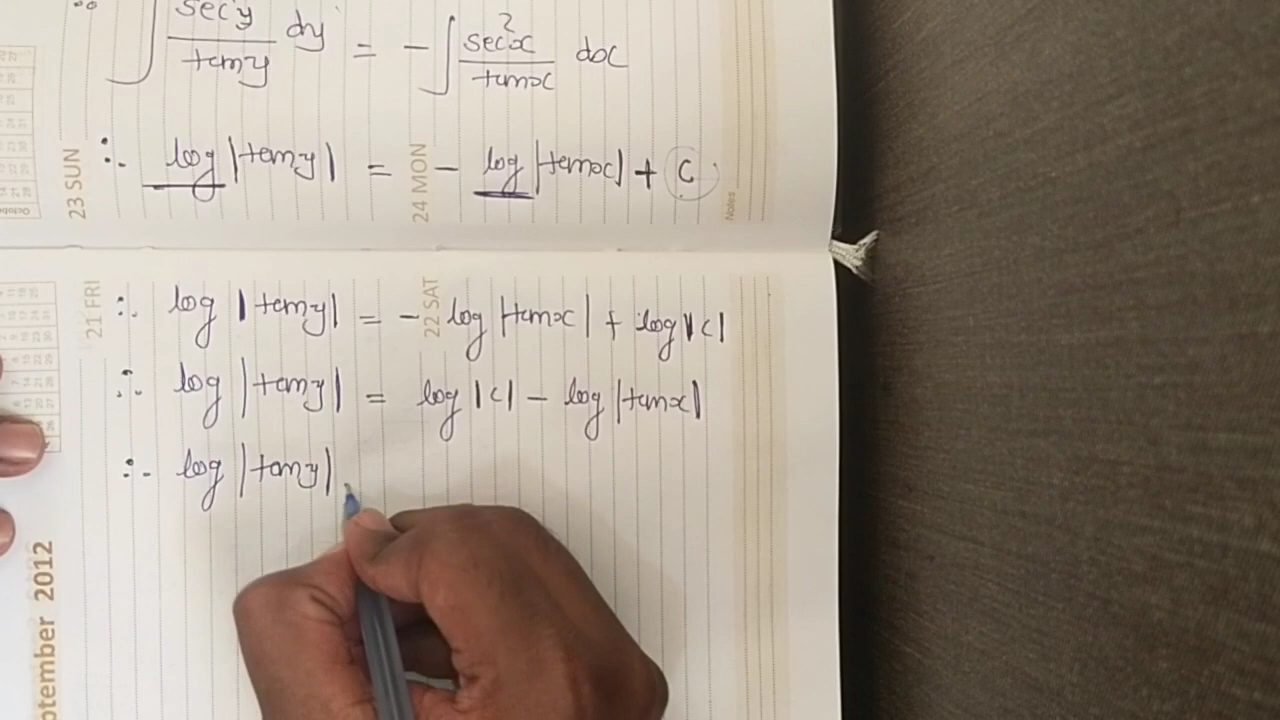 ∴ ∫ sec²y / tany dy = - ∫ sec²x / tanx dx
∴ log |tany| = - log |tanx| + C
23 SUN
24 MON
Notes
21 FRI
22 SAT
∴ log |tany| = - log |tanx| + log |c|
∴ log |tany| = log |c| - log |tanx|
∴ log |tany|
ptember 2012